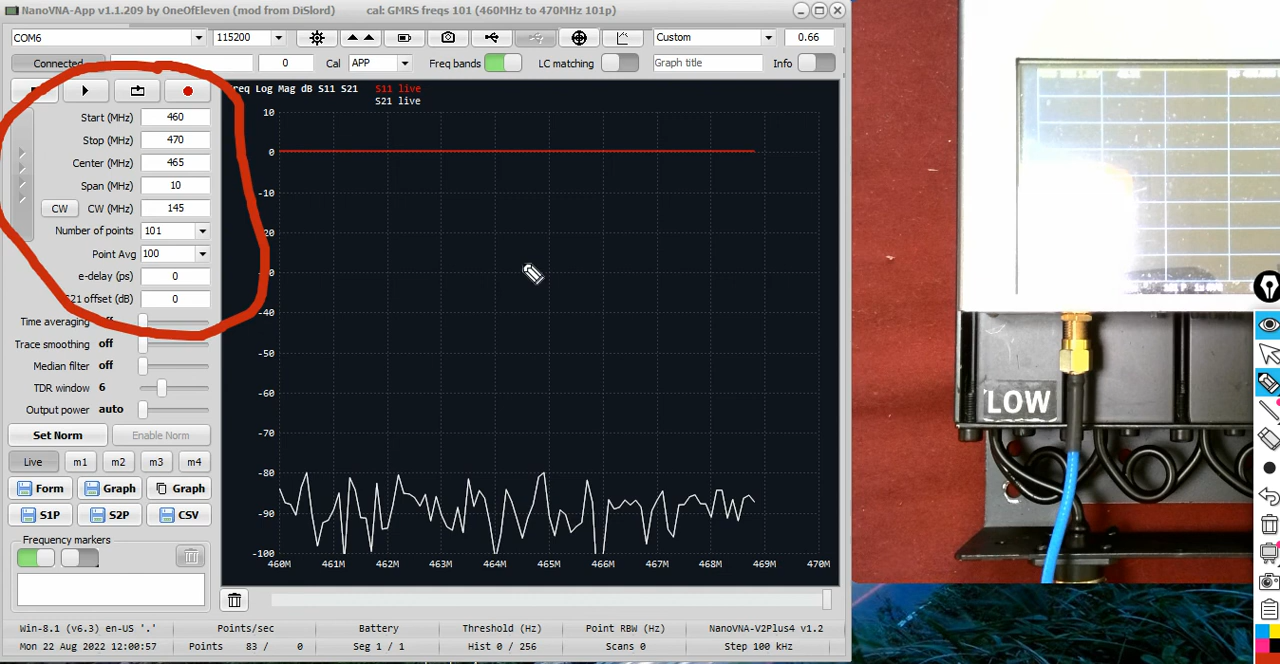 NanoVNA-App v1.1.209 by OneOfEleven (mod from DiSlord) cal: GMRS freqs 101 (460MHz to 470MHz 101p)
COM6 115200 Custom 0.66
Connected 0 Cal APP Freq bands LC matching Graph title Info
Freq Log Mag dB S11 S21 S11 live
S21 live
Start (MHz) 460
Stop (MHz) 470
Center (MHz) 465
Span (MHz) 10
CW CW (MHz) 145
Number of points 101
Point Avg 100
e-delay (ps) 0
S21 offset (dB) 0
Time averaging off
Trace smoothing off
Median filter off
TDR window 6
Output power auto
Set Norm Enable Norm
Live m1 m2 m3 m4
Form Graph Graph
S1P S2P CSV
Frequency markers
10
0
-10
-20
-30
-40
-50
-60
-70
-80
-90
-100
460M 461M 462M 463M 464M 465M 466M 467M 468M 469M 470M
Win-8.1 (v6.3) en-US '.' Points/sec Battery Threshold (Hz) Point RBW (Hz) NanoVNA-V2Plus4 v1.2
Mon 22 Aug 2022 12:00:57 Points 83 / 0 Seg 1 / 1 Hist 0 / 256 Scans 0 Step 100 kHz
LOW